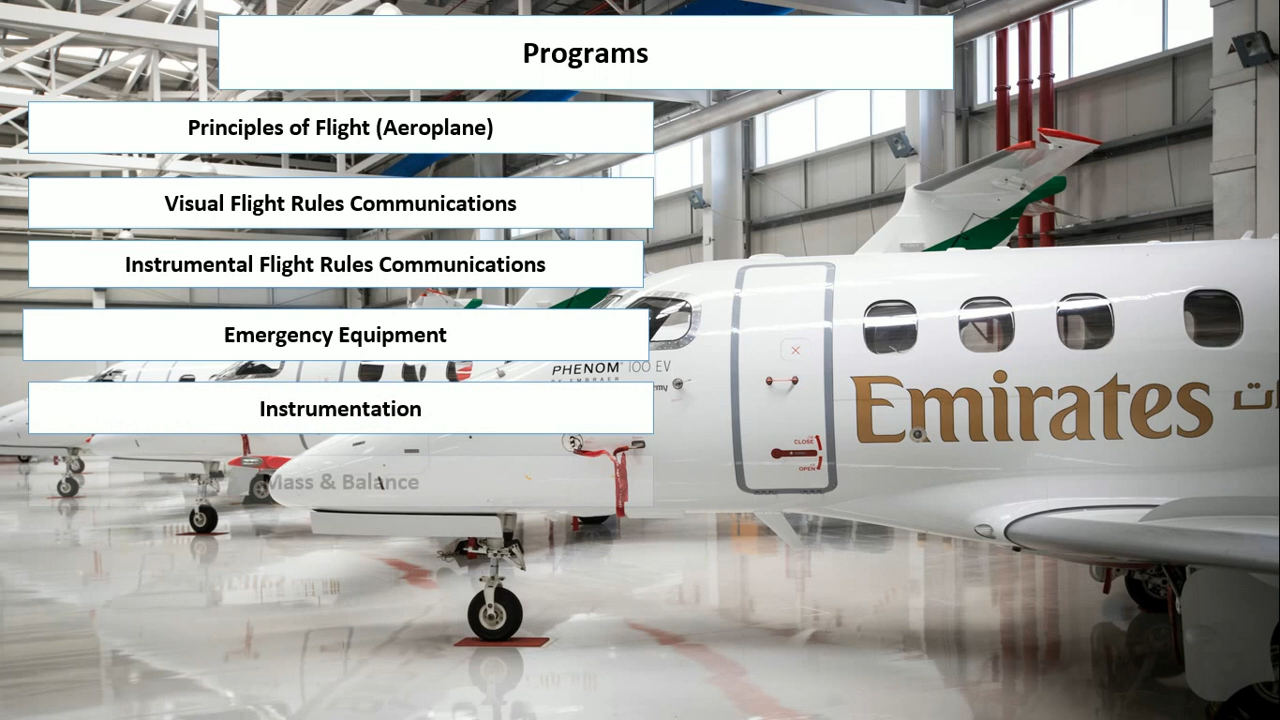 Programs
Principles of Flight (Aeroplane)
Visual Flight Rules Communications
Instrumental Flight Rules Communications
Emergency Equipment
PHENOM 100 EV
Instrumentation
Emirates
CLOSE
OPEN
Mass & Balance